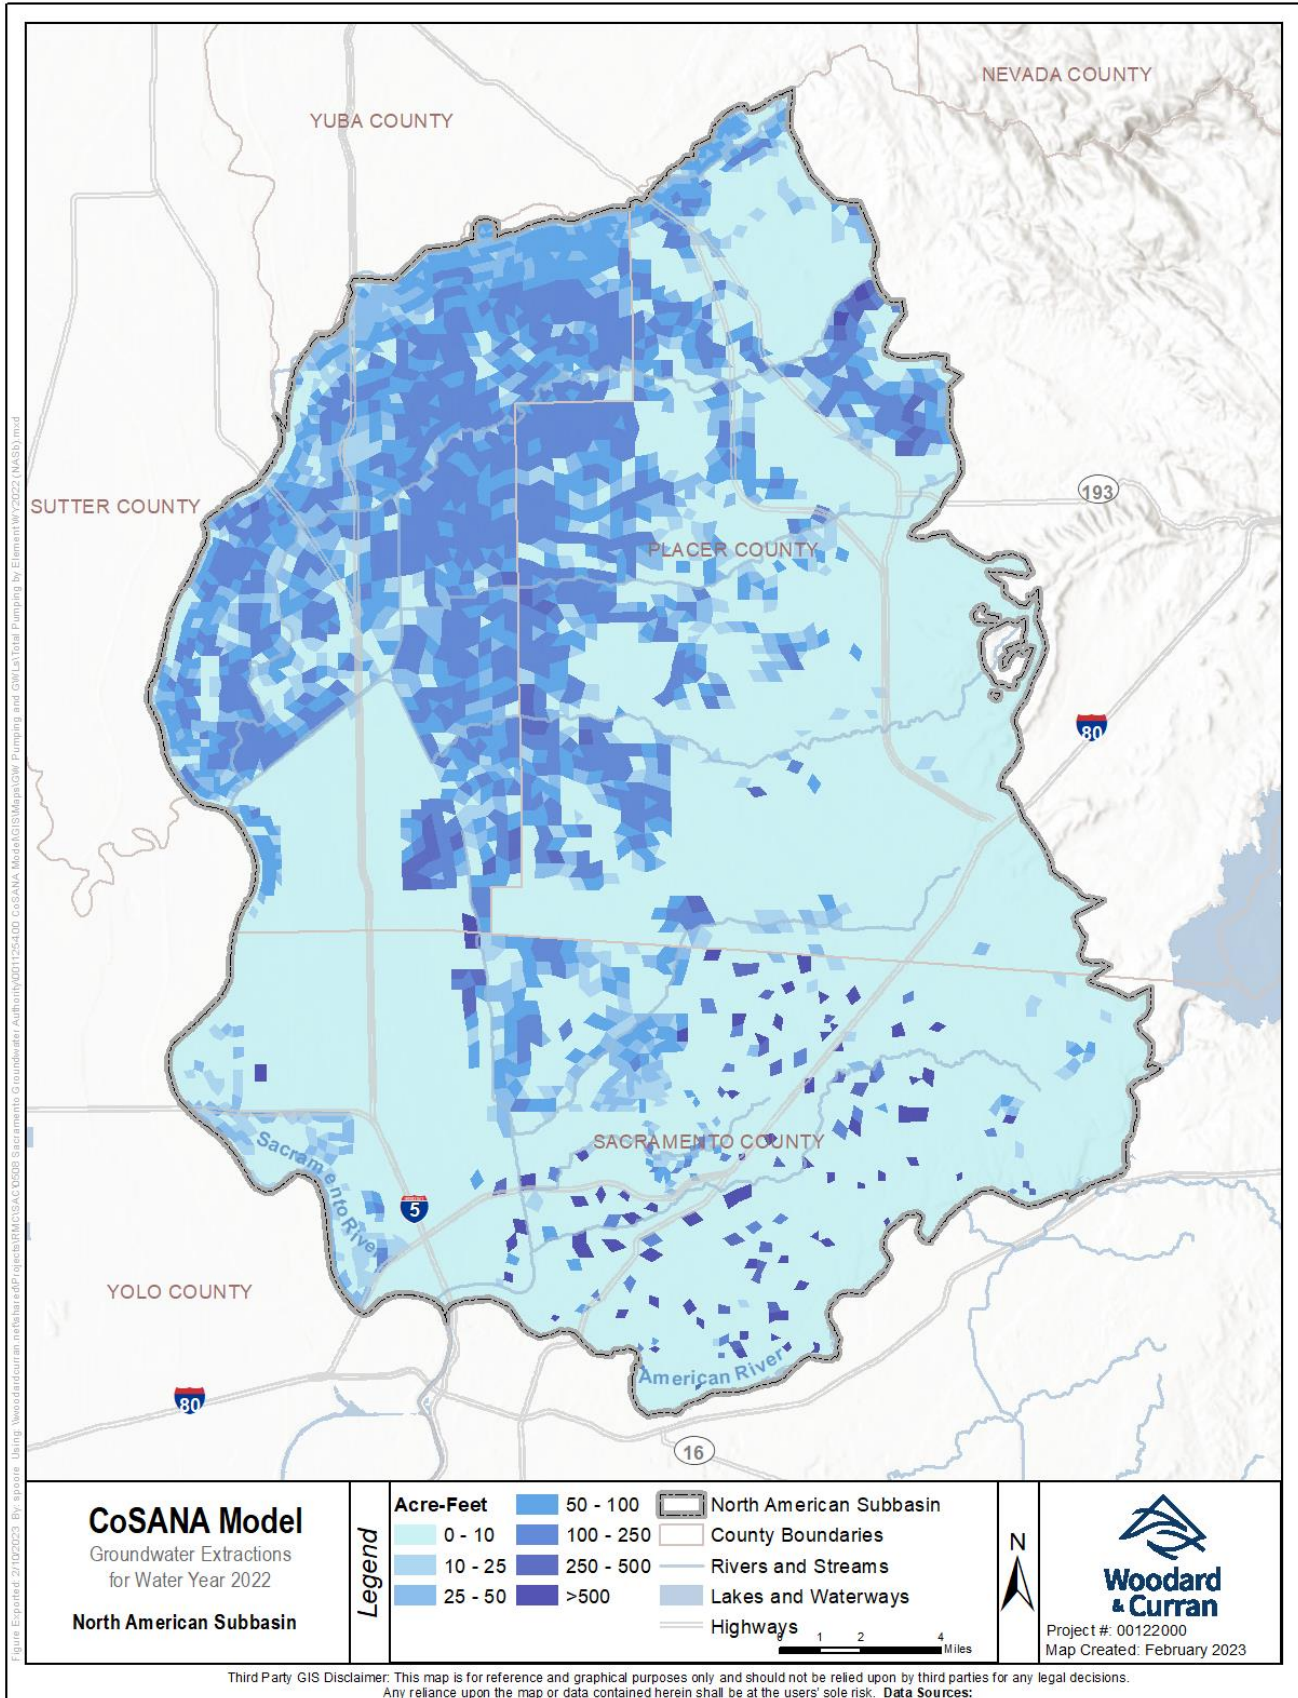 NEVADA COUNTY
YUBA COUNTY
SUTTER COUNTY
193
PLACER COUNTY
80
SACRAMENTO COUNTY
Sacramento River
5
YOLO COUNTY
American River
80
16
CoSANA Model
Groundwater Extractions
for Water Year 2022
North American Subbasin
Legend
Acre-Feet
0 - 10
10 - 25
25 - 50
50 - 100
100 - 250
250 - 500
>500
North American Subbasin
County Boundaries
Rivers and Streams
Lakes and Waterways
Highways
0 1 2 4
Miles
N
Woodard
& Curran
Project #: 00122000
Map Created: February 2023
Third Party GIS Disclaimer: This map is for reference and graphical purposes only and should not be relied upon by third parties for any legal decisions.
Any reliance upon the map or data contained herein shall be at the users' sole risk. Data Sources: